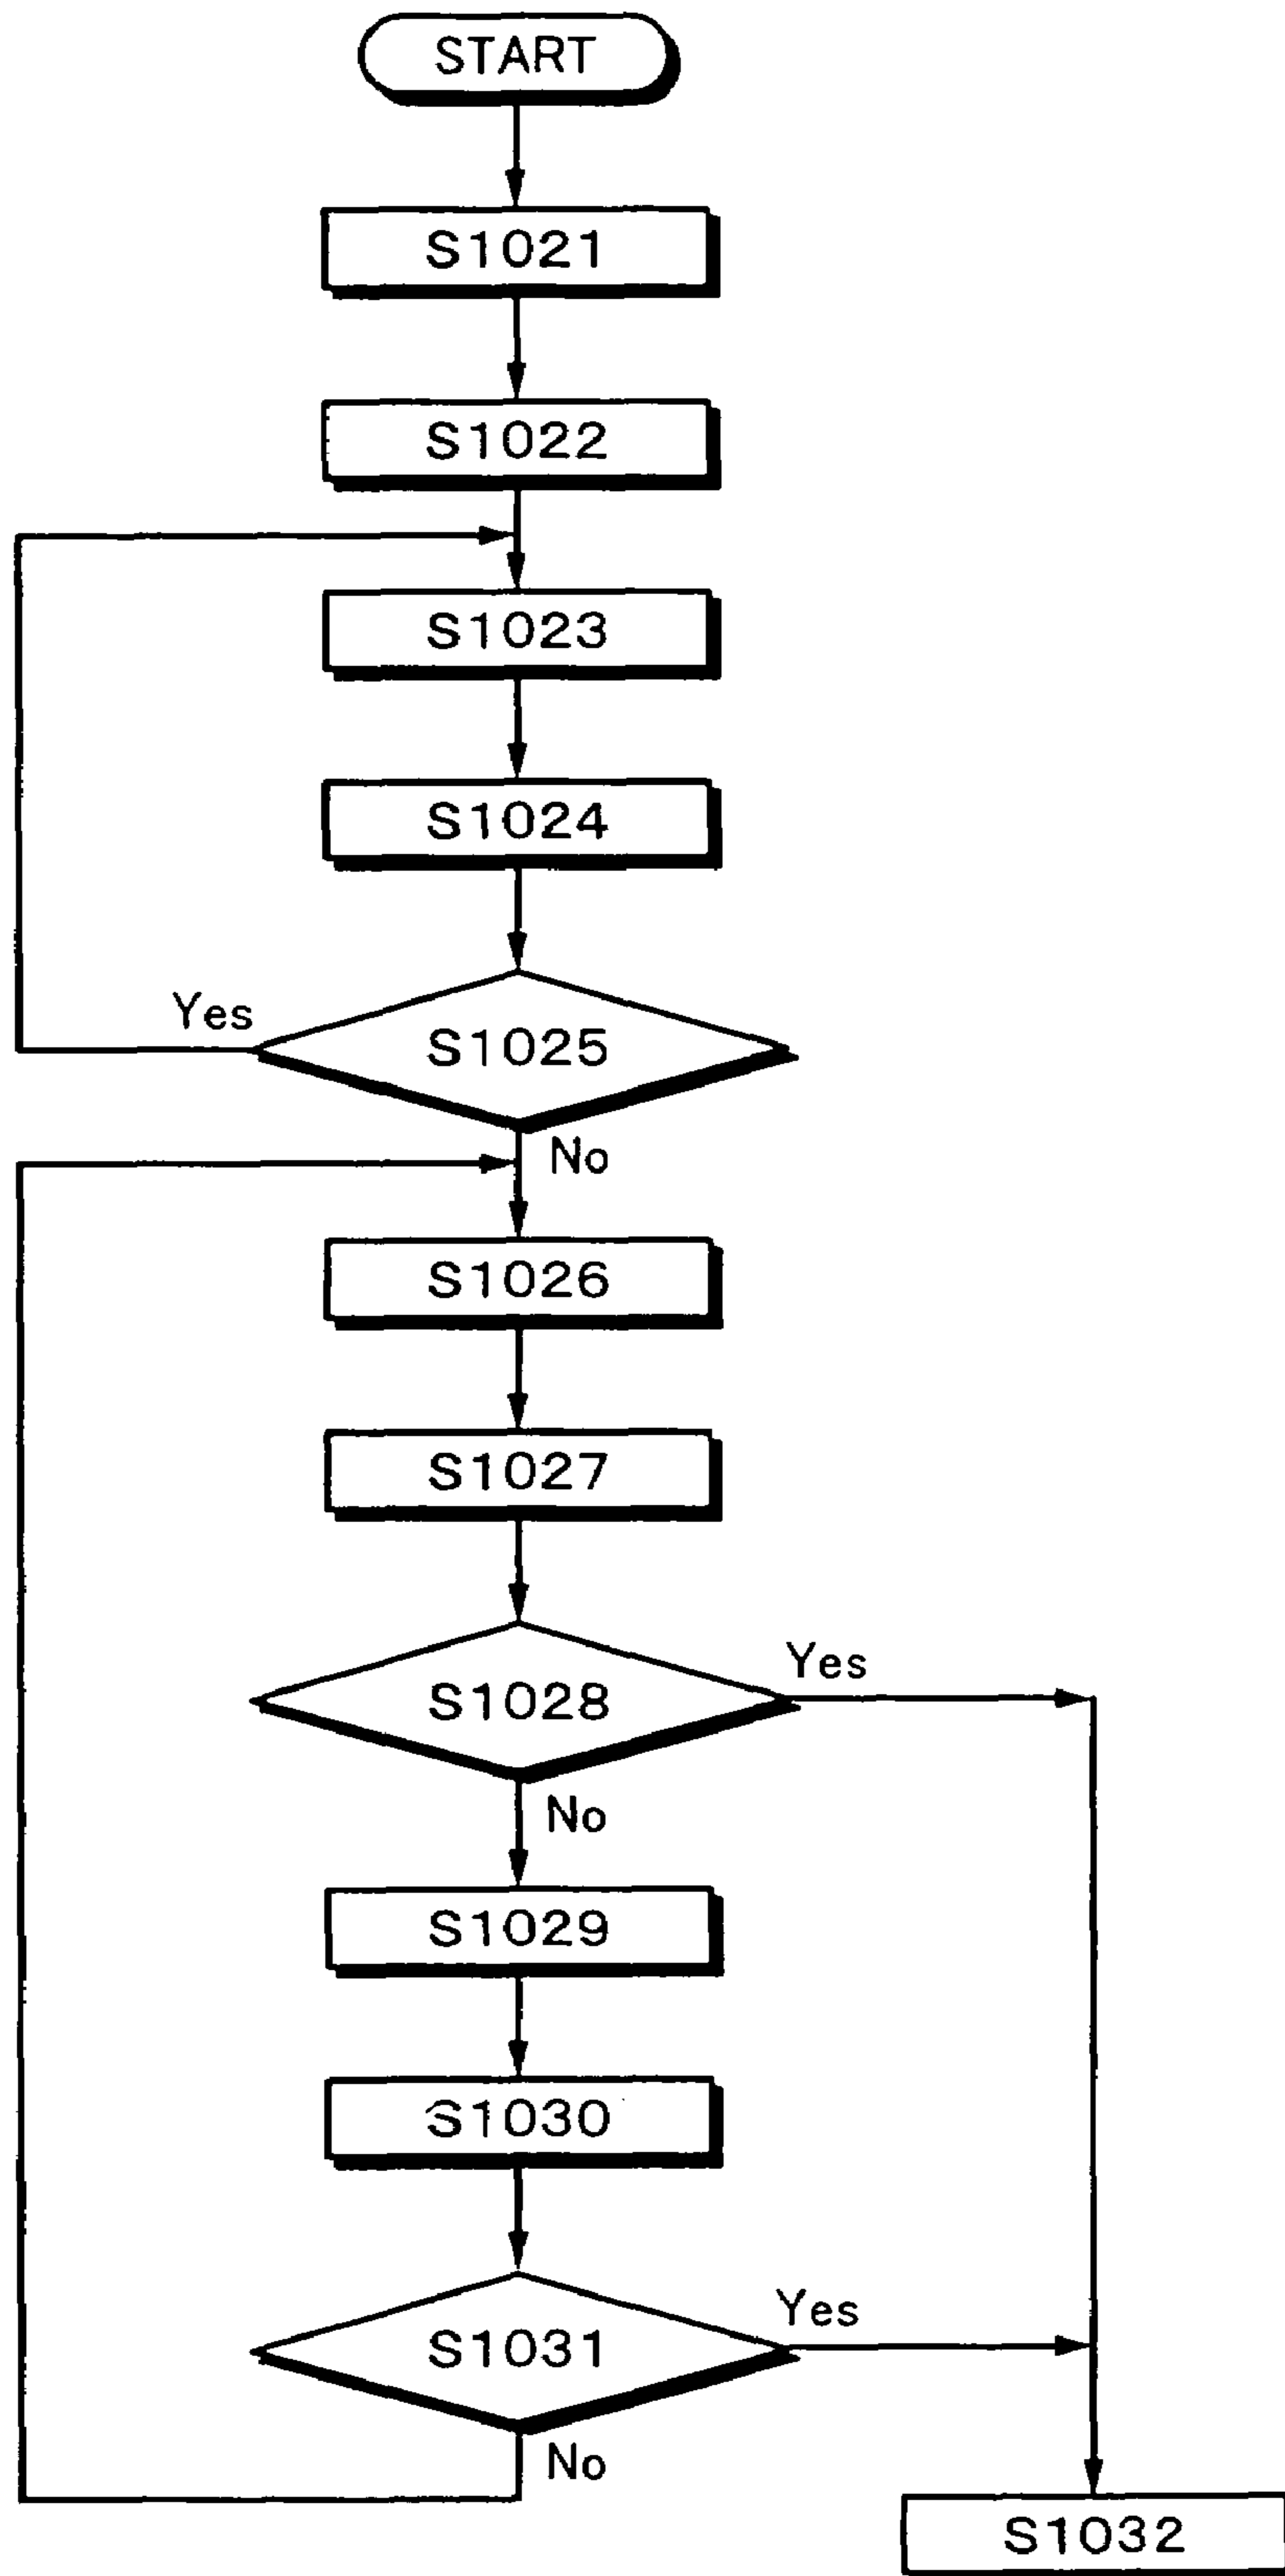 START
S1021
S1022
S1023
S1024
Yes
S1025
No
S1026
S1027
Yes
S1028
No
S1029
S1030
Yes
S1031
No
S1032